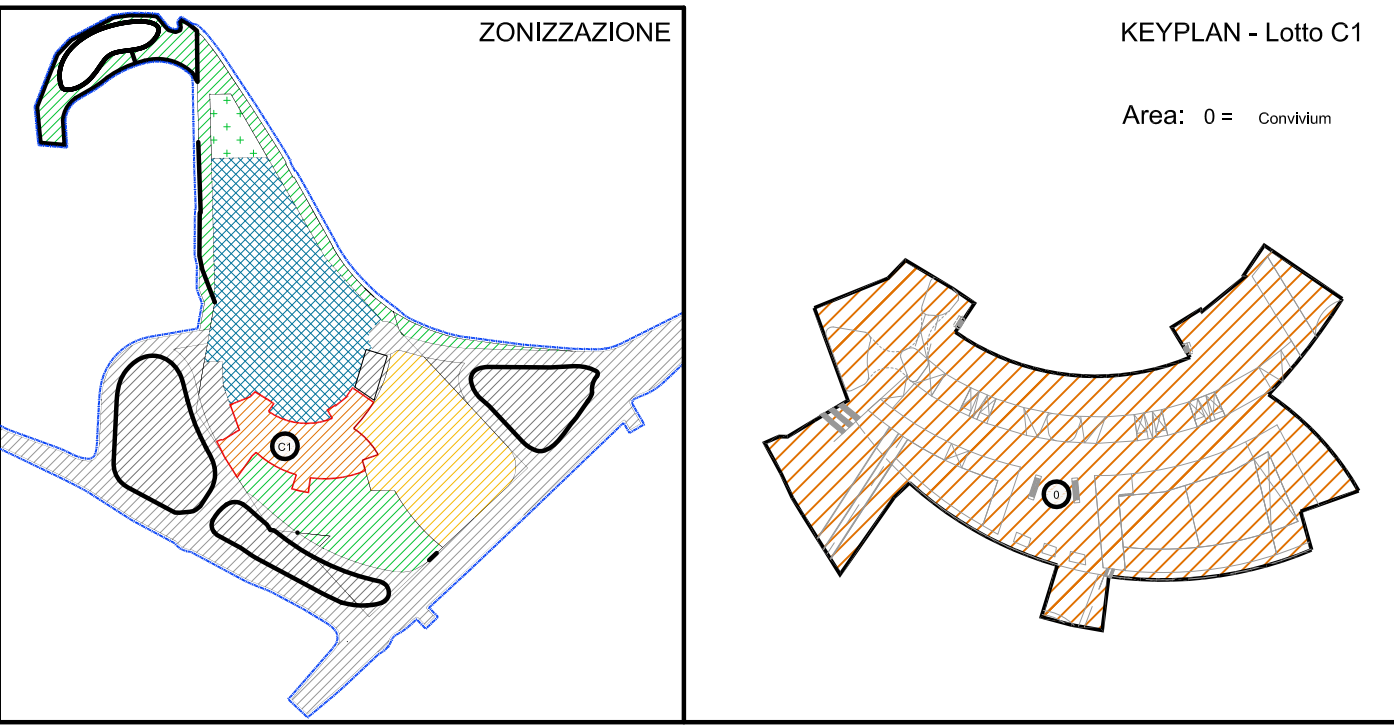 ZONIZZAZIONE
C1
KEYPLAN - Lotto C1
Area: 0 = Convivium
0